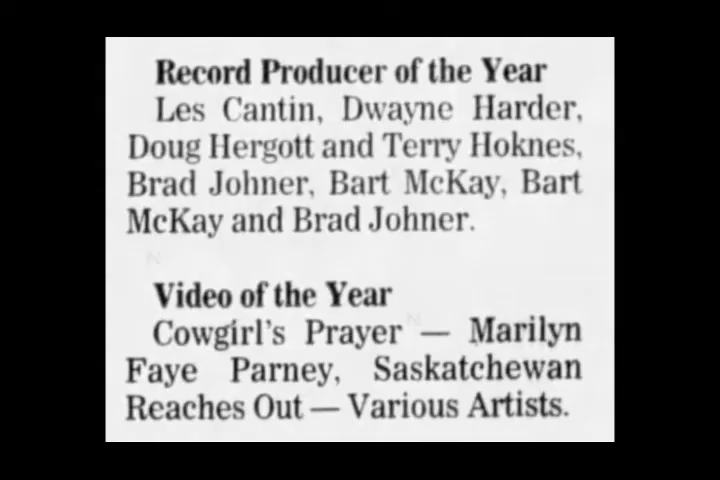 Record Producer of the Year
Les Cantin, Dwayne Harder,
Doug Hergott and Terry Hoknes,
Brad Johner, Bart McKay, Bart
McKay and Brad Johner.
Video of the Year
Cowgirl's Prayer — Marilyn
Faye Parney, Saskatchewan
Reaches Out — Various Artists.